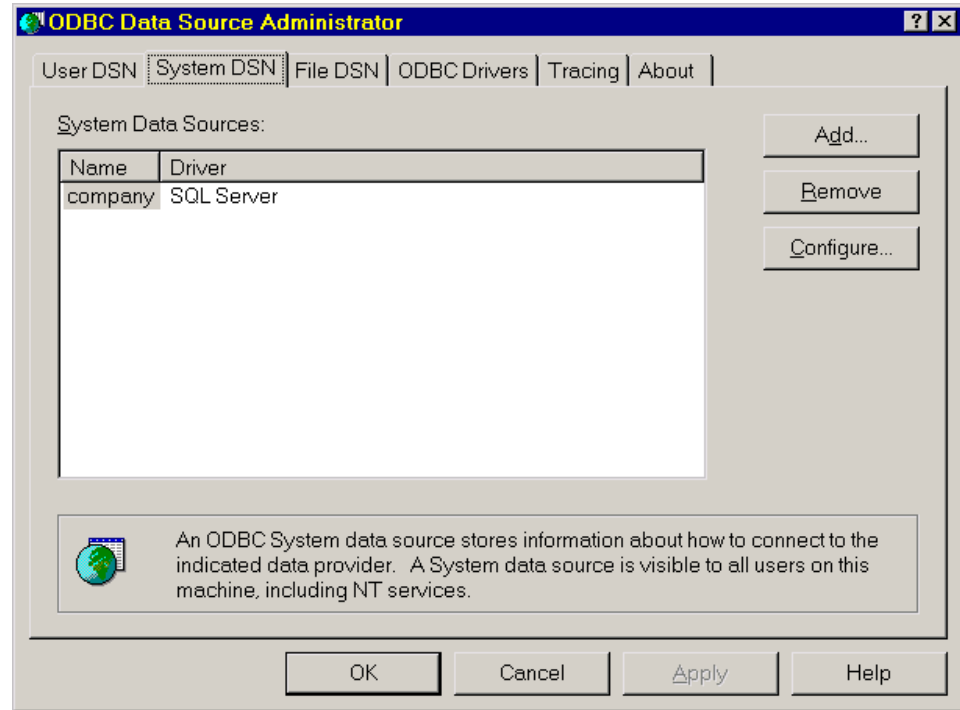 ODBC Data Source Administrator
User DSN System DSN File DSN ODBC Drivers Tracing About
System Data Sources:
Name Driver
company SQL Server
Add...
Remove
Configure...
An ODBC System data source stores information about how to connect to the
indicated data provider. A System data source is visible to all users on this
machine, including NT services.
OK Cancel Apply Help